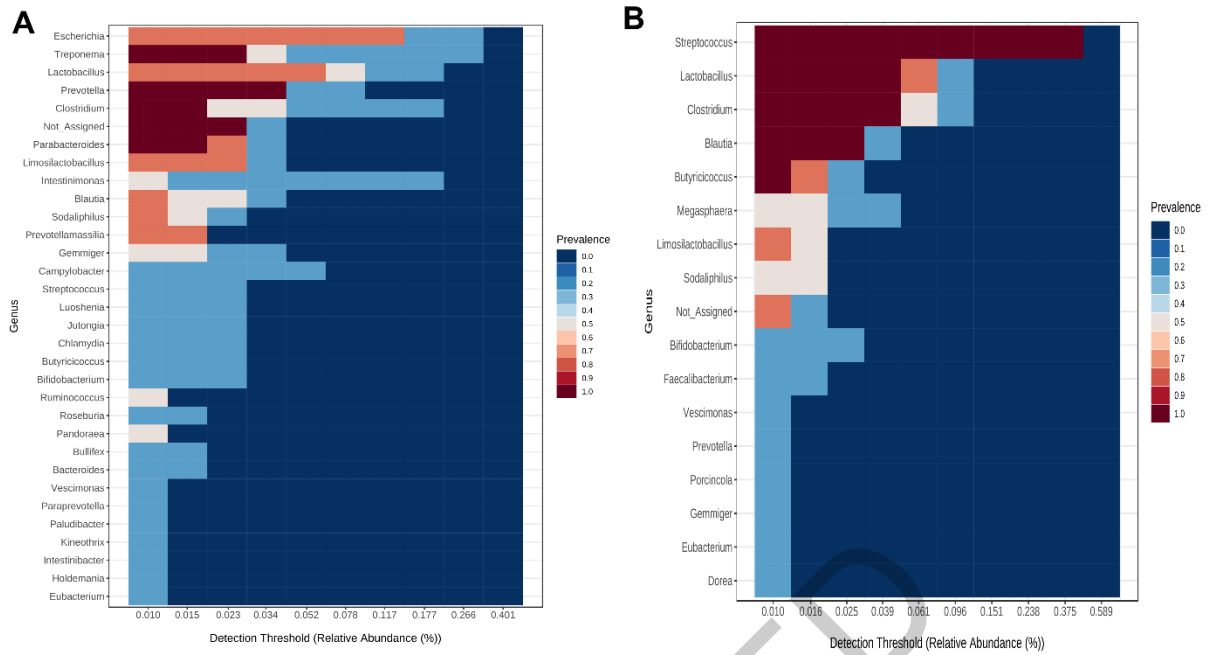 A
Escherichia
Treponema
Lactobacillus
Prevotella
Clostridium
Not_Assigned
Parabacteroides
Limosilactobacillus
Intestinimonas
Blautia
Sodaliphilus
Prevotellamassilia
Gemmiger
Campylobacter
Streptococcus
Luoshenia
Jutongia
Chlamydia
Butyricicoccus
Bifidobacterium
Ruminococcus
Roseburia
Pandoraea
Bullifex
Bacteroides
Vescimonas
Paraprevotella
Paludibacter
Kineothrix
Intestinibacter
Holdemania
Eubacterium
Genus
0.010 0.015 0.023 0.034 0.052 0.078 0.117 0.177 0.266 0.401
Detection Threshold (Relative Abundance (%))
Prevalence
0.0
0.1
0.2
0.3
0.4
0.5
0.6
0.7
0.8
0.9
1.0
B
Streptococcus
Lactobacillus
Clostridium
Blautia
Butyricicoccus
Megasphaera
Limosilactobacillus
Sodaliphilus
Not_Assigned
Bifidobacterium
Faecalibacterium
Vescimonas
Prevotella
Porcincola
Gemmiger
Eubacterium
Dorea
Genus
0.010 0.016 0.025 0.039 0.061 0.096 0.151 0.238 0.375 0.589
Detection Threshold (Relative Abundance (%))
Prevalence
0.0
0.1
0.2
0.3
0.4
0.5
0.6
0.7
0.8
0.9
1.0